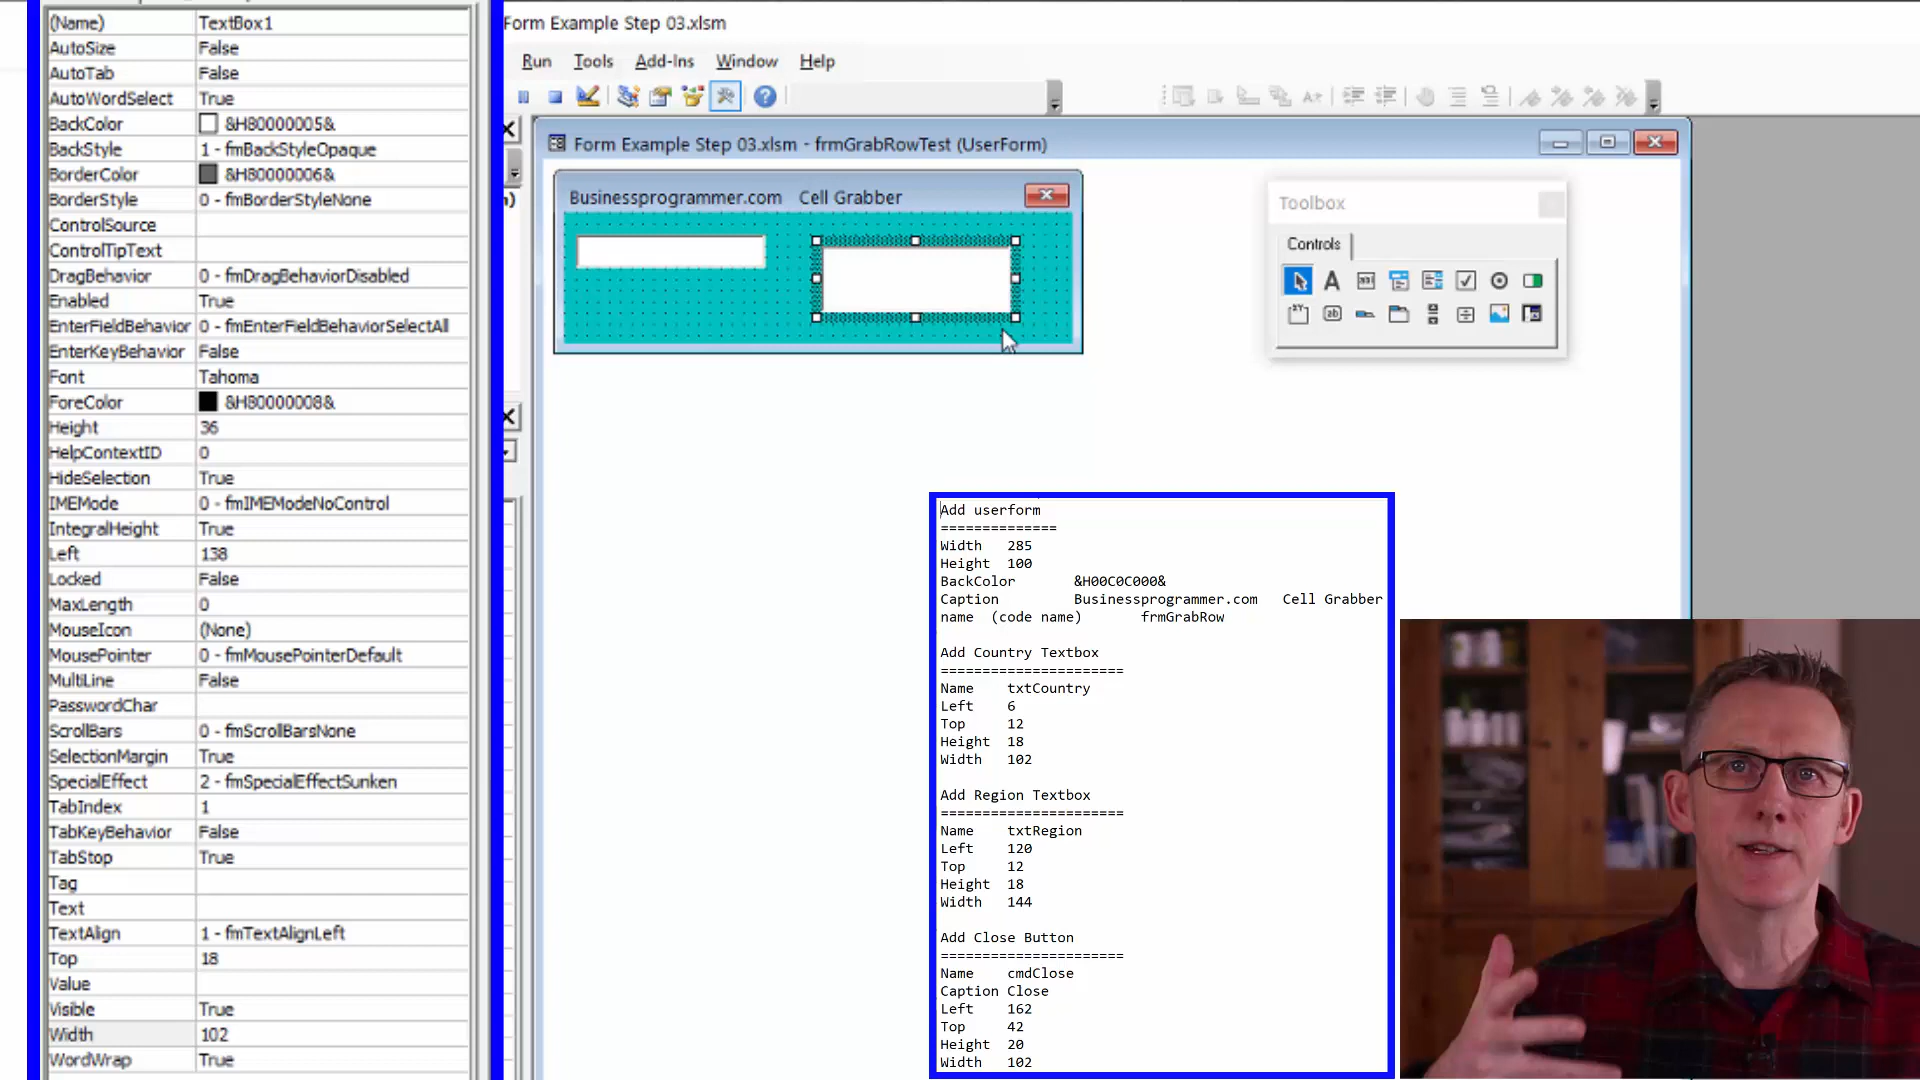 (Name) TextBox1
AutoSize False
AutoTab False
AutoWordSelect True
BackColor &H80000005&
BackStyle 1 - fmBackStyleOpaque
BorderColor &H80000006&
BorderStyle 0 - fmBorderStyleNone
ControlSource
ControlTipText
DragBehavior 0 - fmDragBehaviorDisabled
Enabled True
EnterFieldBehavior 0 - fmEnterFieldBehaviorSelectAll
EnterKeyBehavior False
Font Tahoma
ForeColor &H80000008&
Height 36
HelpContextID 0
HideSelection True
IMEMode 0 - fmIMEModeNoControl
IntegralHeight True
Left 138
Locked False
MaxLength 0
MouseIcon (None)
MousePointer 0 - fmMousePointerDefault
MultiLine False
PasswordChar
ScrollBars 0 - fmScrollBarsNone
SelectionMargin True
SpecialEffect 2 - fmSpecialEffectSunken
TabIndex 1
TabKeyBehavior False
TabStop True
Tag
Text
TextAlign 1 - fmTextAlignLeft
Top 18
Value
Visible True
Width 102
WordWrap True
Form Example Step 03.xlsm
Run Tools Add-Ins Window Help
Form Example Step 03.xlsm - frmGrabRowTest (UserForm)
Businessprogrammer.com Cell Grabber
Toolbox
Controls
Add userform
==============
Width 285
Height 100
BackColor &H00C0C000&
Caption Businessprogrammer.com Cell Grabber
name (code name) frmGrabRow
Add Country Textbox
======================
Name txtCountry
Left 6
Top 12
Height 18
Width 102
Add Region Textbox
======================
Name txtRegion
Left 120
Top 12
Height 18
Width 144
Add Close Button
======================
Name cmdClose
Caption Close
Left 162
Top 42
Height 20
Width 102